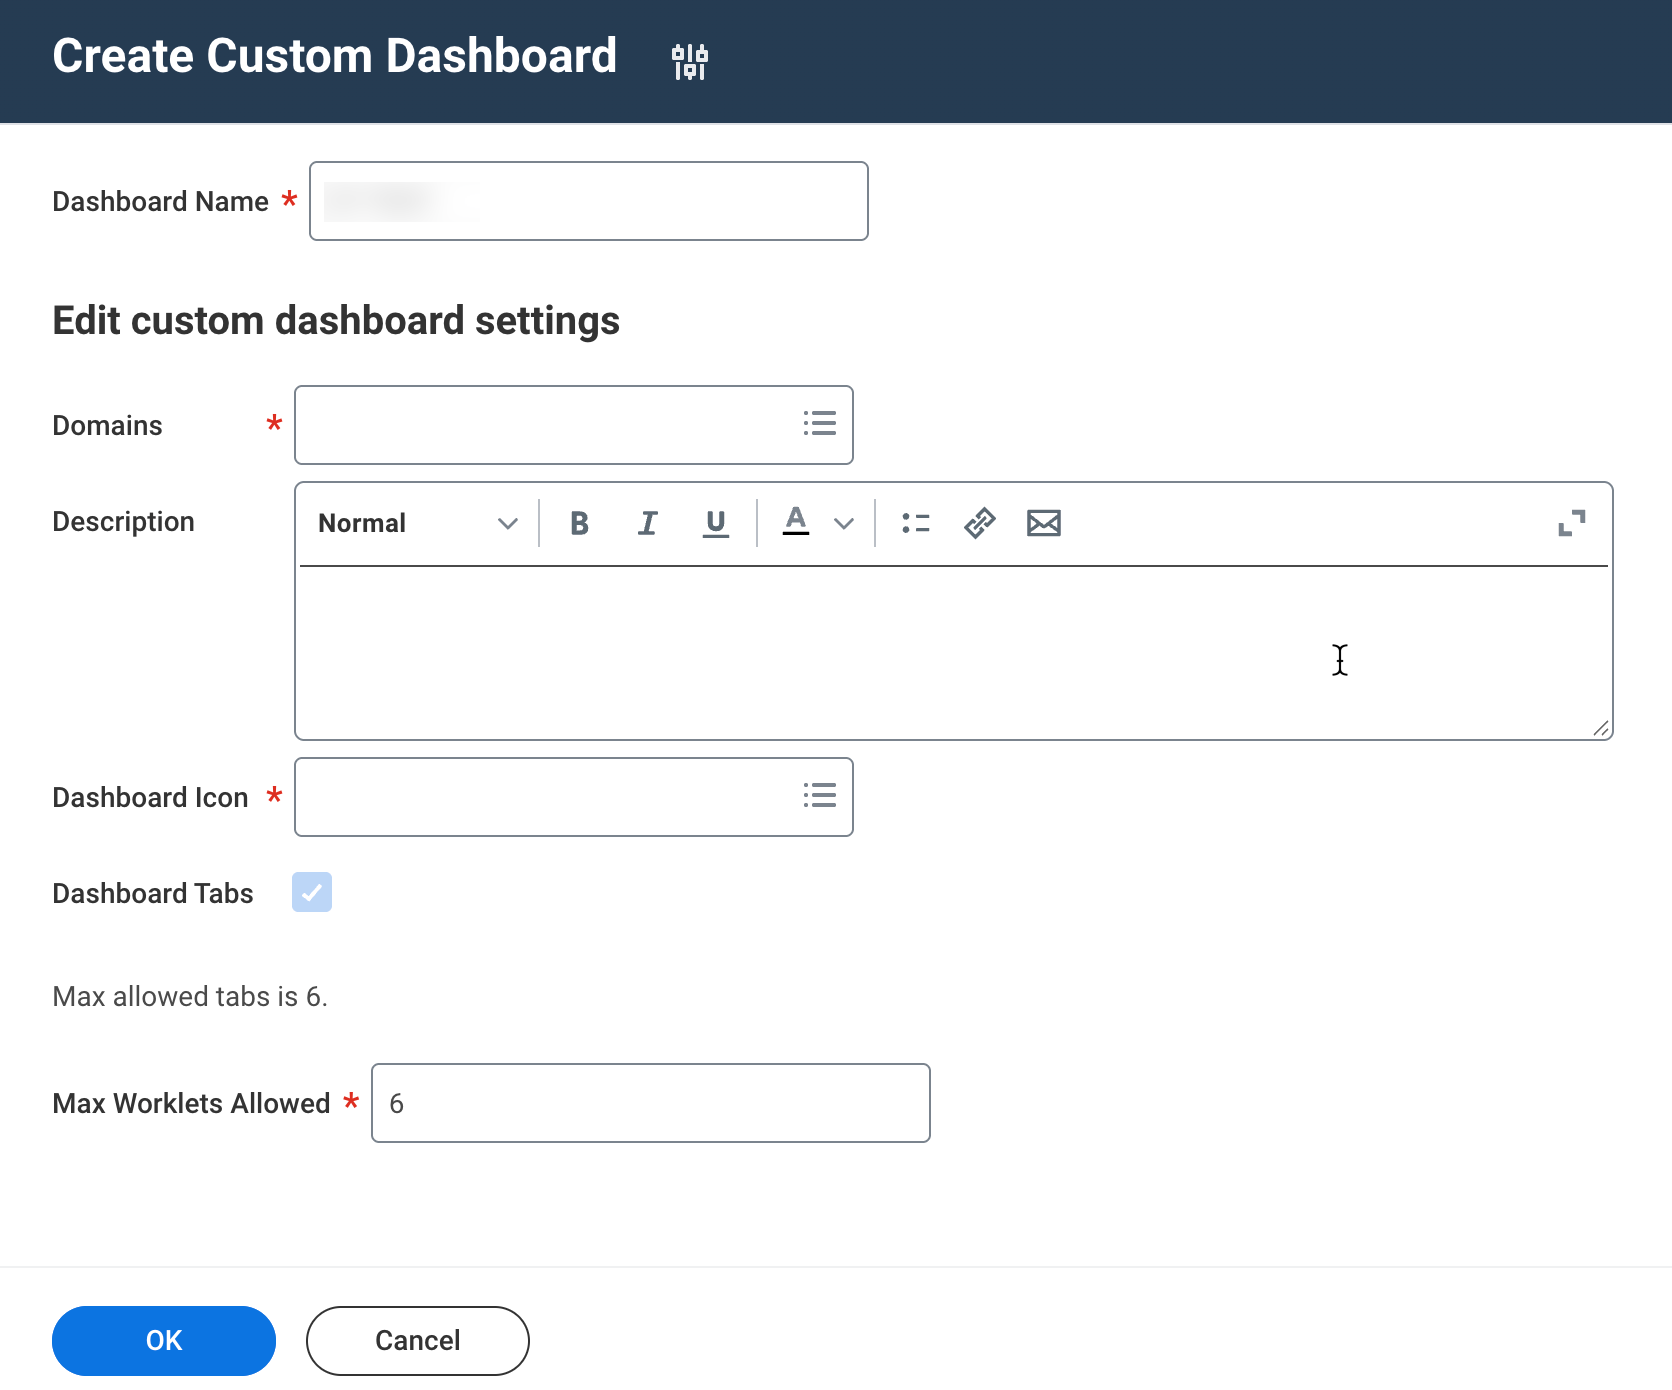 Create Custom Dashboard
Dashboard Name *
Edit custom dashboard settings
Domains *
Description
Normal B I U A
Dashboard Icon *
Dashboard Tabs
Max allowed tabs is 6.
Max Worklets Allowed * 6
OK Cancel